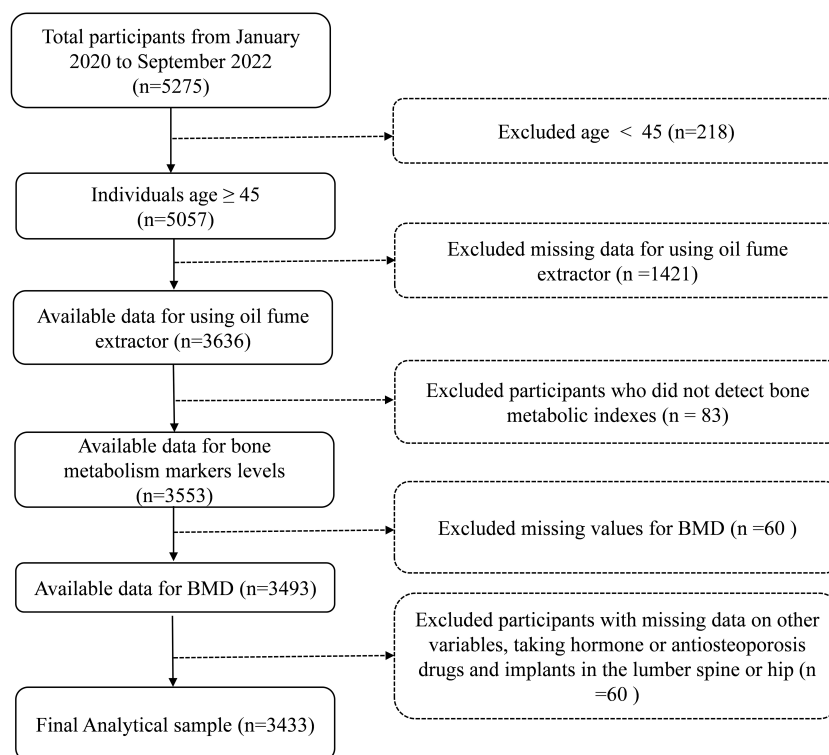 Total participants from January
2020 to September 2022
(n=5275)
Excluded age < 45 (n=218)
Individuals age ≥ 45
(n=5057)
Excluded missing data for using oil fume
extractor (n =1421)
Available data for using oil fume
extractor (n=3636)
Excluded participants who did not detect bone
metabolic indexes (n = 83)
Available data for bone
metabolism markers levels
(n=3553)
Excluded missing values for BMD (n =60 )
Available data for BMD (n=3493)
Excluded participants with missing data on other
variables, taking hormone or antiosteoporosis
drugs and implants in the lumber spine or hip (n
=60 )
Final Analytical sample (n=3433)